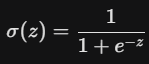 σ(z) = 1 / (1 + e^{-z})